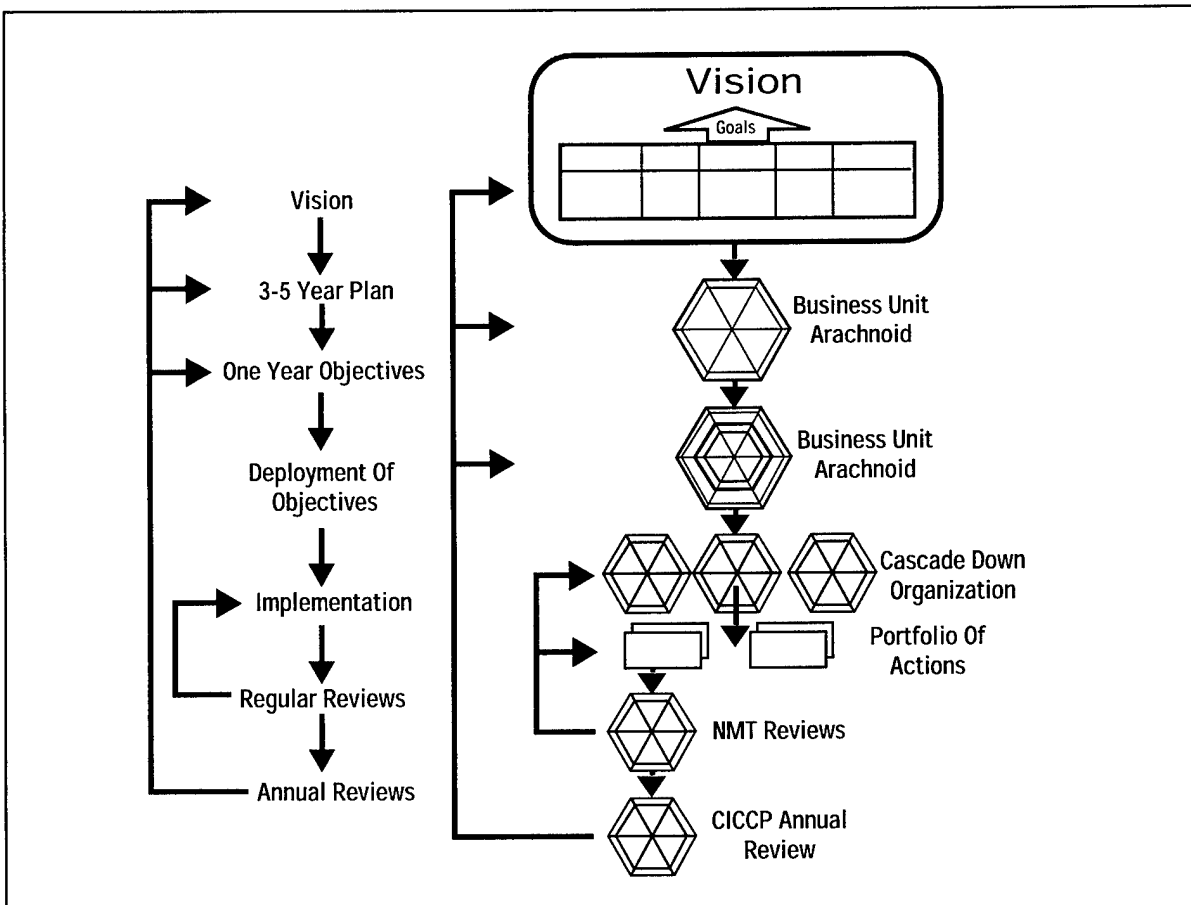 Vision
3-5 Year Plan
One Year Objectives
Deployment Of
Objectives
Implementation
Regular Reviews
Annual Reviews
Vision
Goals
Business Unit
Arachnoid
Business Unit
Arachnoid
Cascade Down
Organization
Portfolio Of
Actions
NMT Reviews
CICCP Annual
Review